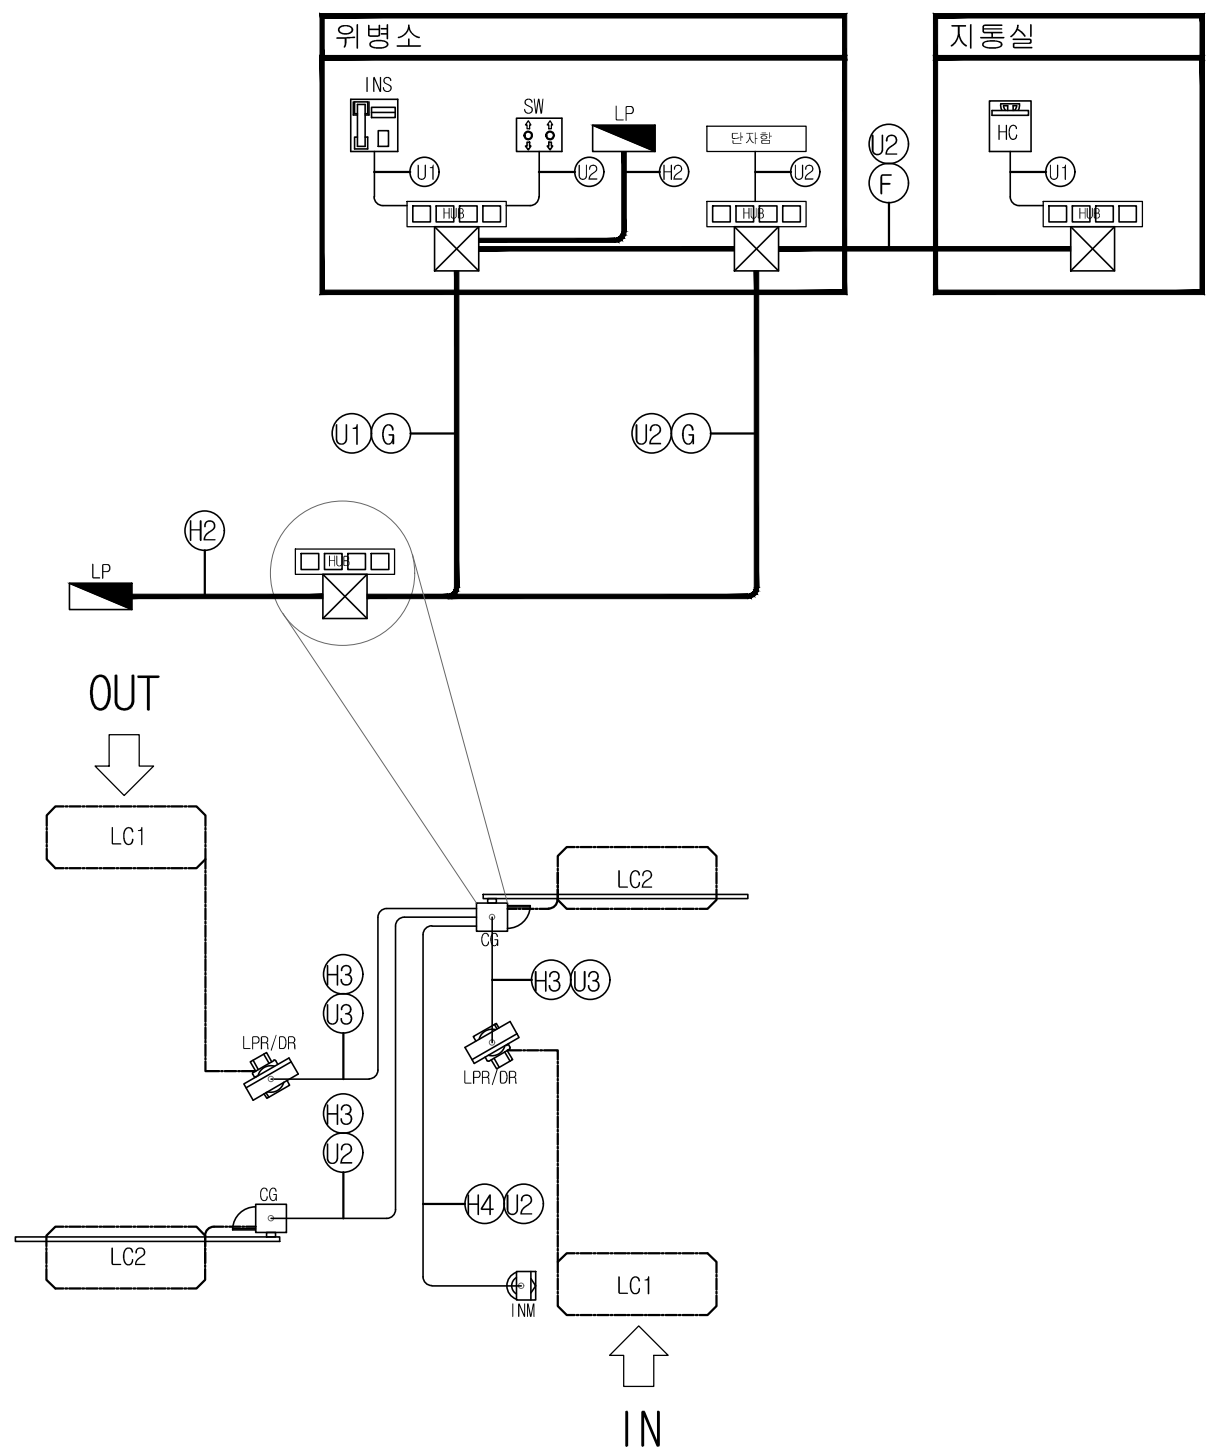 위병소
지통실
INS
SW
LP
단자함
HC
U2
F
U1
U2
H2
U2
U1
HUB
HUB
HUB
U1 G
U2 G
H2
HUB
LP
OUT
LC1
LC2
CG
H3
U3
H3 U3
LPR/DR
LPR/DR
H3
U2
CG
H4 U2
LC2
LC1
INM
IN